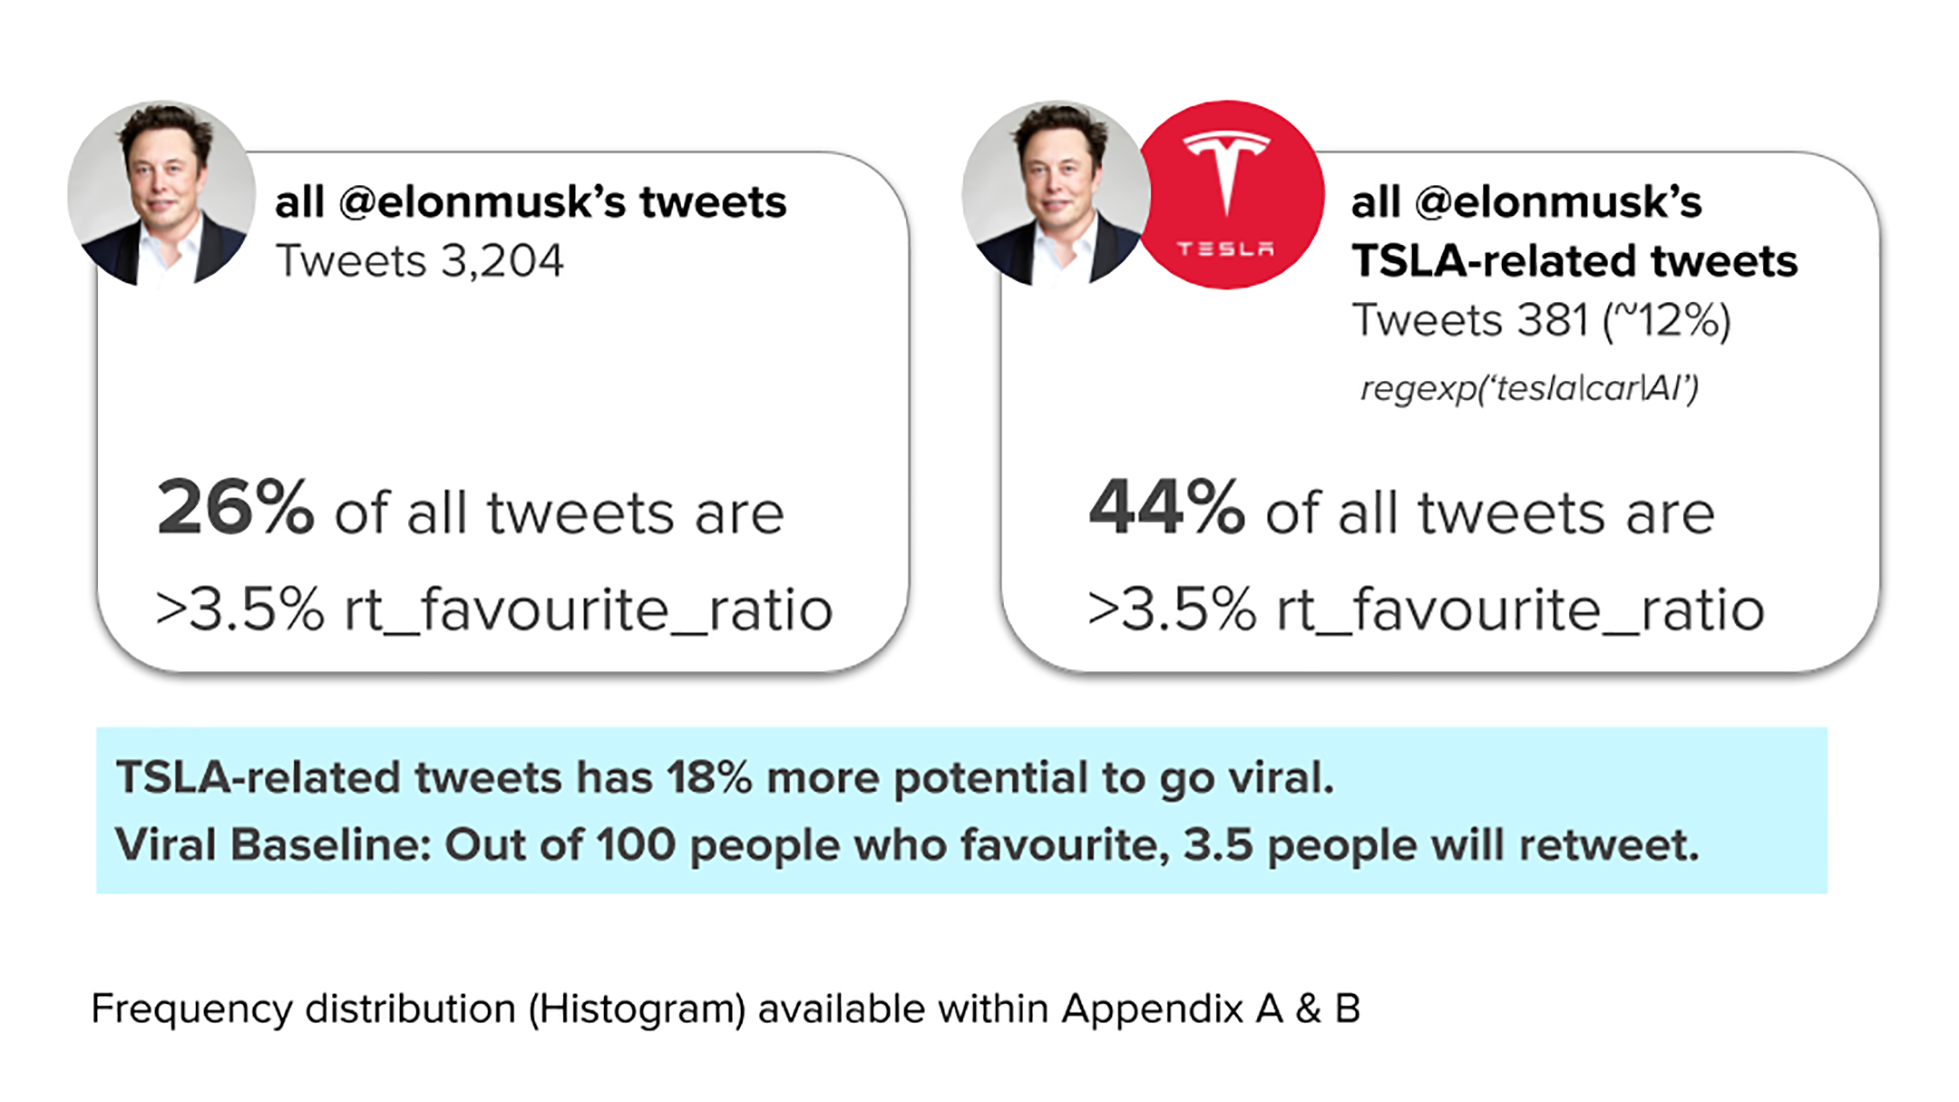 all @elonmusk’s tweets
Tweets 3,204
26% of all tweets are
>3.5% rt_favourite_ratio
TESLA
all @elonmusk’s
TSLA-related tweets
Tweets 381 (~12%)
regexp(‘tesla|car|AI’)
44% of all tweets are
>3.5% rt_favourite_ratio
TSLA-related tweets has 18% more potential to go viral.
Viral Baseline: Out of 100 people who favourite, 3.5 people will retweet.
Frequency distribution (Histogram) available within Appendix A & B